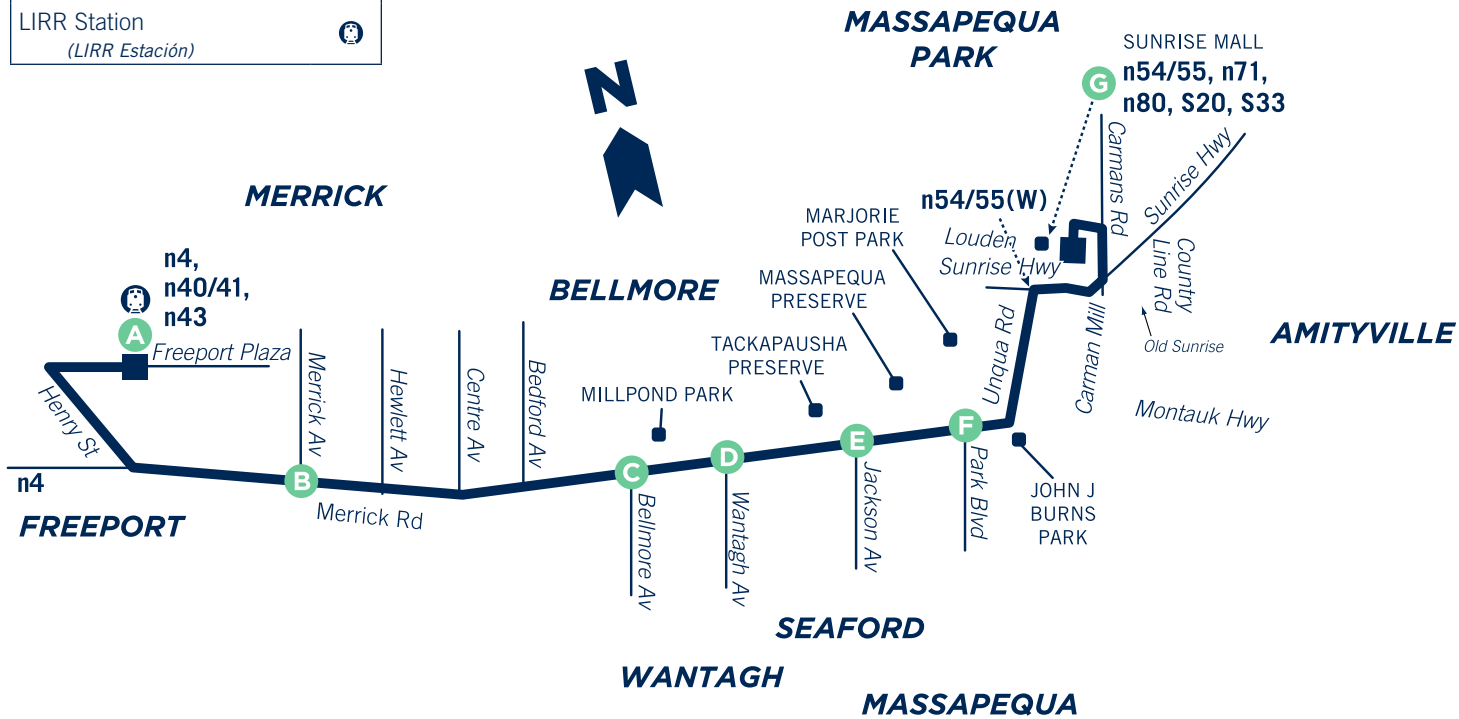 LIRR Station
(LIRR Estación)
MASSAPEQUA
PARK
SUNRISE MALL
G
n54/55, n71,
n80, S20, S33
N
Carmans Rd
Sunrise Hwy
MERRICK
n54/55(W)
MARJORIE
POST PARK
Louden
Sunrise Hwy
Country
Line Rd
n4,
n40/41,
n43
BELLMORE
MASSAPEQUA
PRESERVE
A
Freeport Plaza
TACKAPAUSHA
PRESERVE
Unqua Rd
Carman Mill
Old Sunrise
AMITYVILLE
Merrick Av
Hewlett Av
Centre Av
Bedford Av
MILLPOND PARK
Henry St
Montauk Hwy
n4
B
C
D
E
F
Merrick Rd
FREEPORT
Bellmore Av
Wantagh Av
Jackson Av
Park Blvd
JOHN J
BURNS
PARK
SEAFORD
WANTAGH
MASSAPEQUA